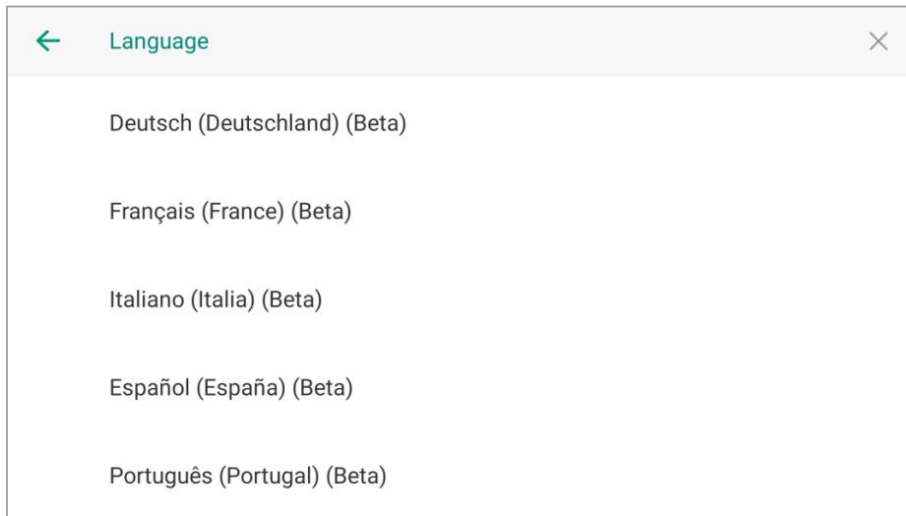 Language
Deutsch (Deutschland) (Beta)
Français (France) (Beta)
Italiano (Italia) (Beta)
Español (España) (Beta)
Português (Portugal) (Beta)